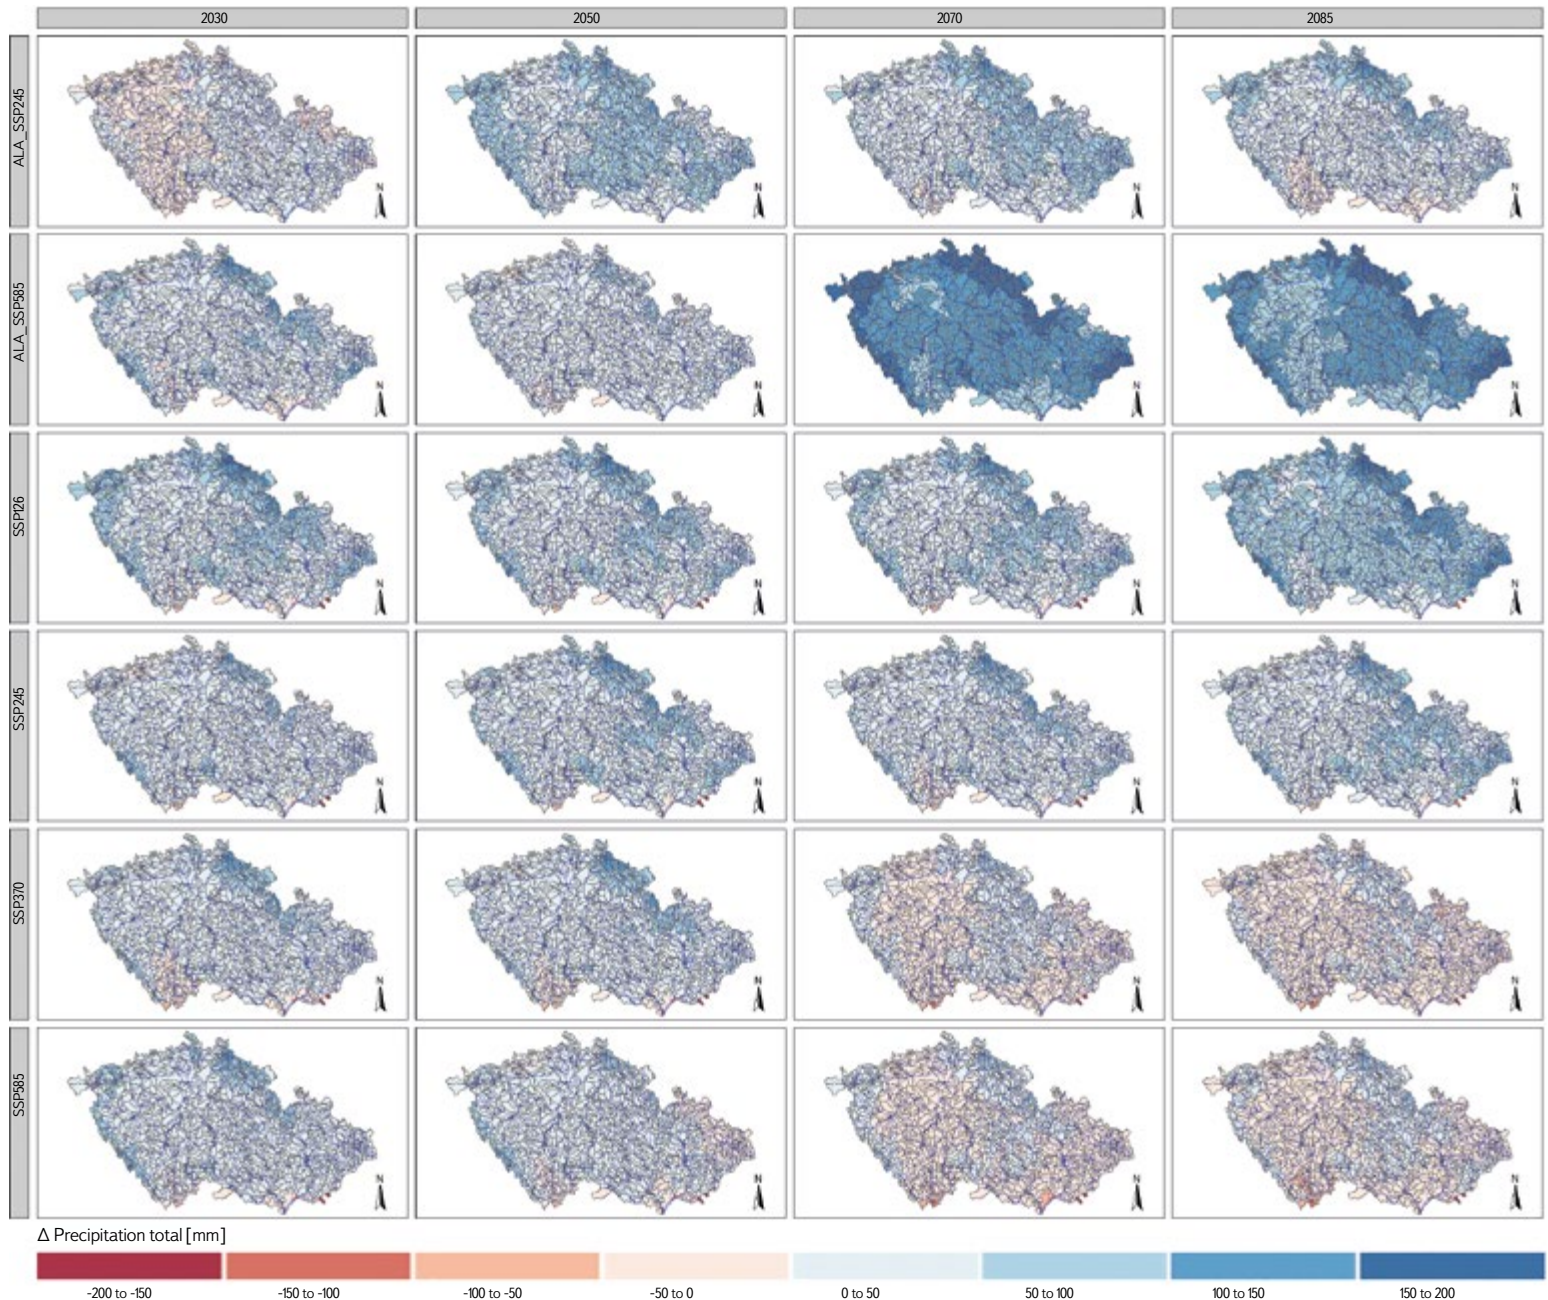 2030 2050 2070 2085
ALA_SSP245
N N N N
ALA_SSP585
N N N N
SSP126
N N N N
SSP245
N N N N
SSP370
N N N N
SSP585
N N N N
Δ Precipitation total [mm]
-200 to -150 -150 to -100 -100 to -50 -50 to 0 0 to 50 50 to 100 100 to 150 150 to 200